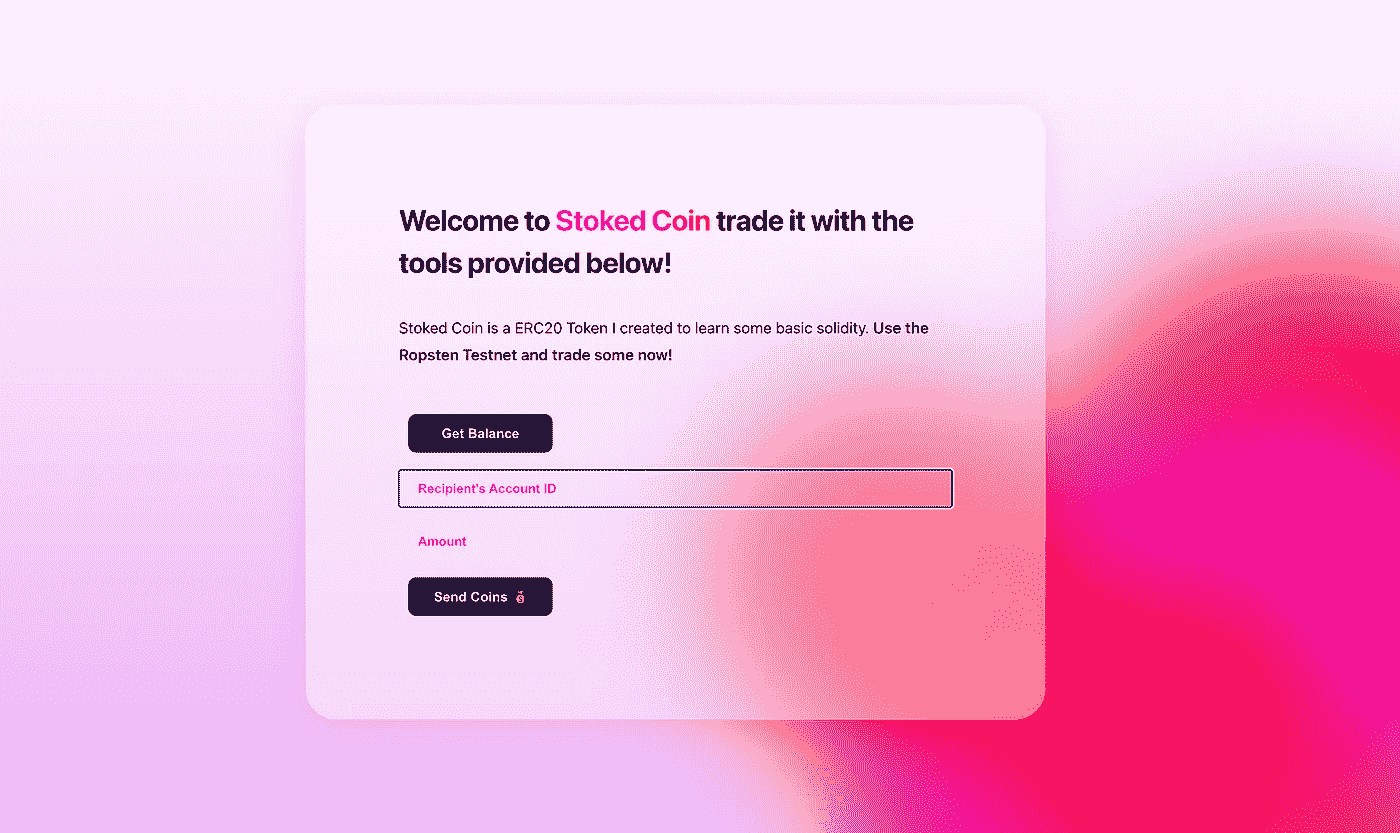 Welcome to Stoked Coin trade it with the
tools provided below!
Stoked Coin is a ERC20 Token I created to learn some basic solidity. Use the
Ropsten Testnet and trade some now!
Get Balance
Recipient's Account ID
Amount
Send Coins 💰